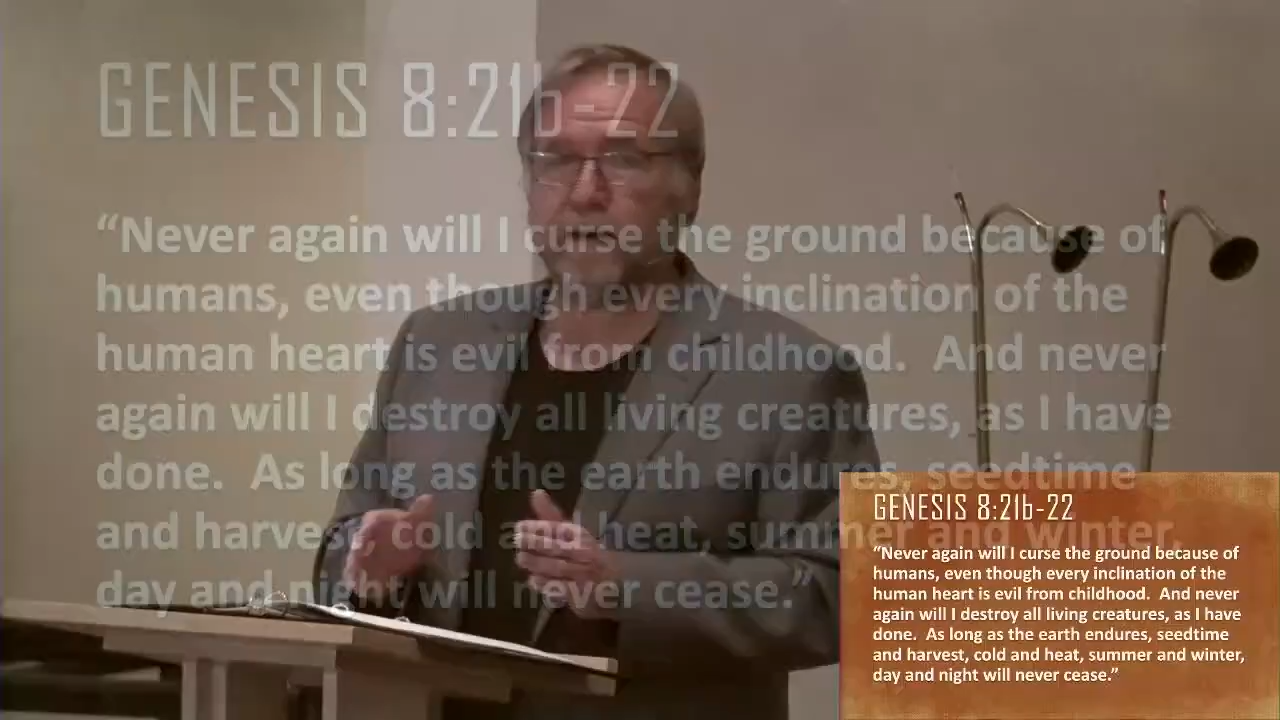 GENESIS 8:21b-22
“Never again will I curse the ground because of
humans, even though every inclination of the
human heart is evil from childhood.  And never
again will I destroy all living creatures, as I have
done.  As long as the earth endures, seedtime
and harvest, cold and heat, summer and winter,
day and night will never cease.
GENESIS 8:21b-22
“Never again will I curse the ground because of
humans, even though every inclination of the
human heart is evil from childhood.  And never
again will I destroy all living creatures, as I have
done.  As long as the earth endures, seedtime
and harvest, cold and heat, summer and winter,
day and night will never cease.”